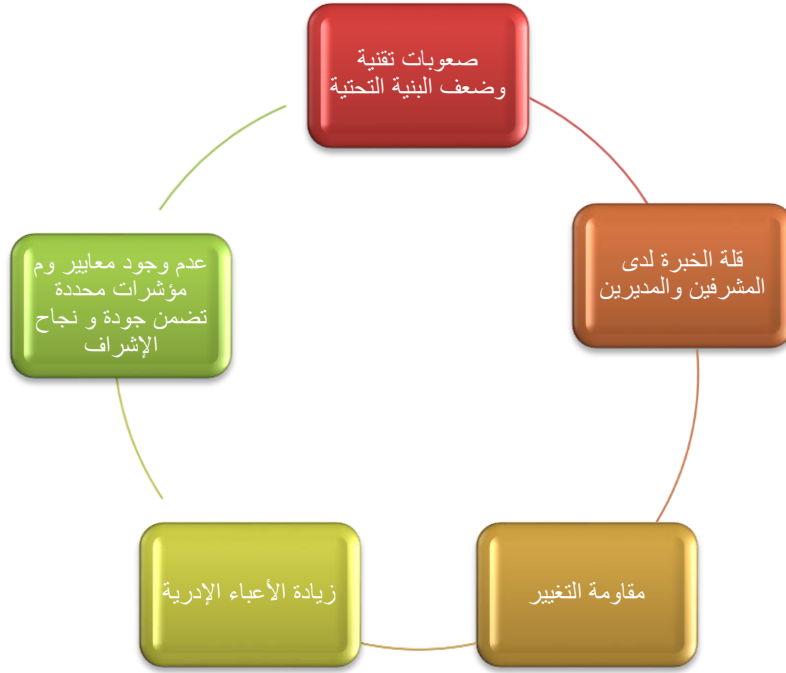 صعوبات تقنية
وضعف البنية التحتية
قلة الخبرة لدى
المشرفين والمديرين
مقاومة التغيير
زيادة الأعباء الإدرية
عدم وجود معايير وم
مؤشرات محددة
تضمن جودة و نجاح
الإشراف